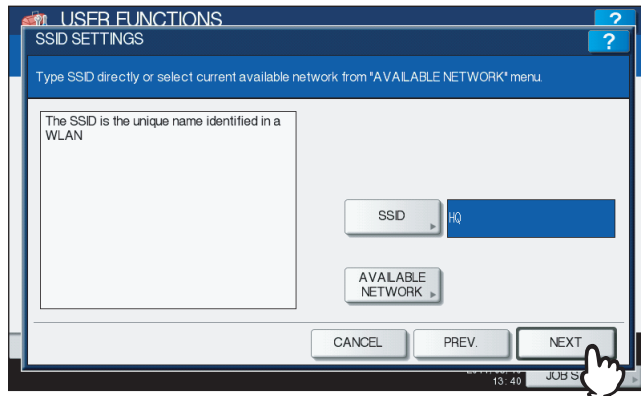 USER FUNCTIONS
?
SSID SETTINGS
?
Type SSID directly or select current available network from "AVAILABLE NETWORK" menu.
The SSID is the unique name identified in a
WLAN
SSID
HQ
AVAILABLE
NETWORK
CANCEL
PREV.
NEXT
13:40
JOB S